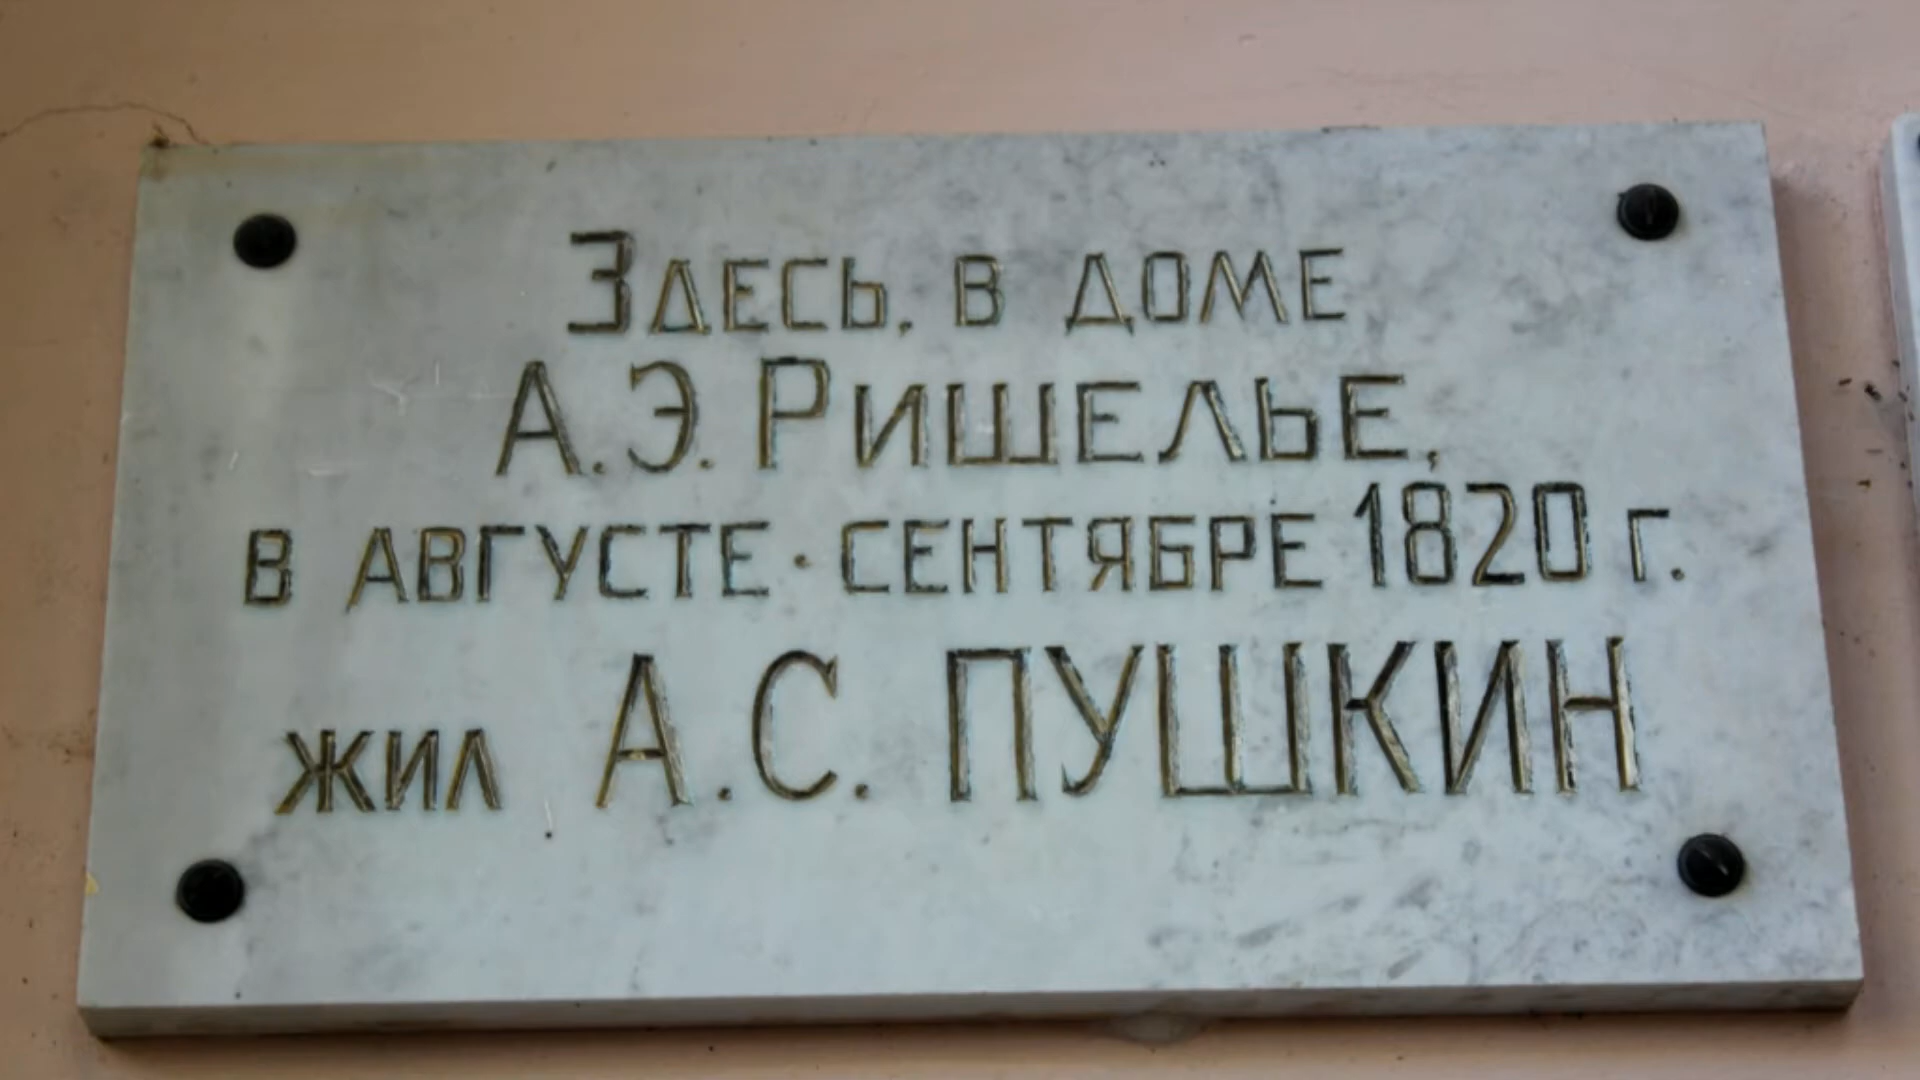 Здесь, в доме
А.Э. Ришелье,
в августе · сентябре 1820 г.
жил А.С. ПУШКИН